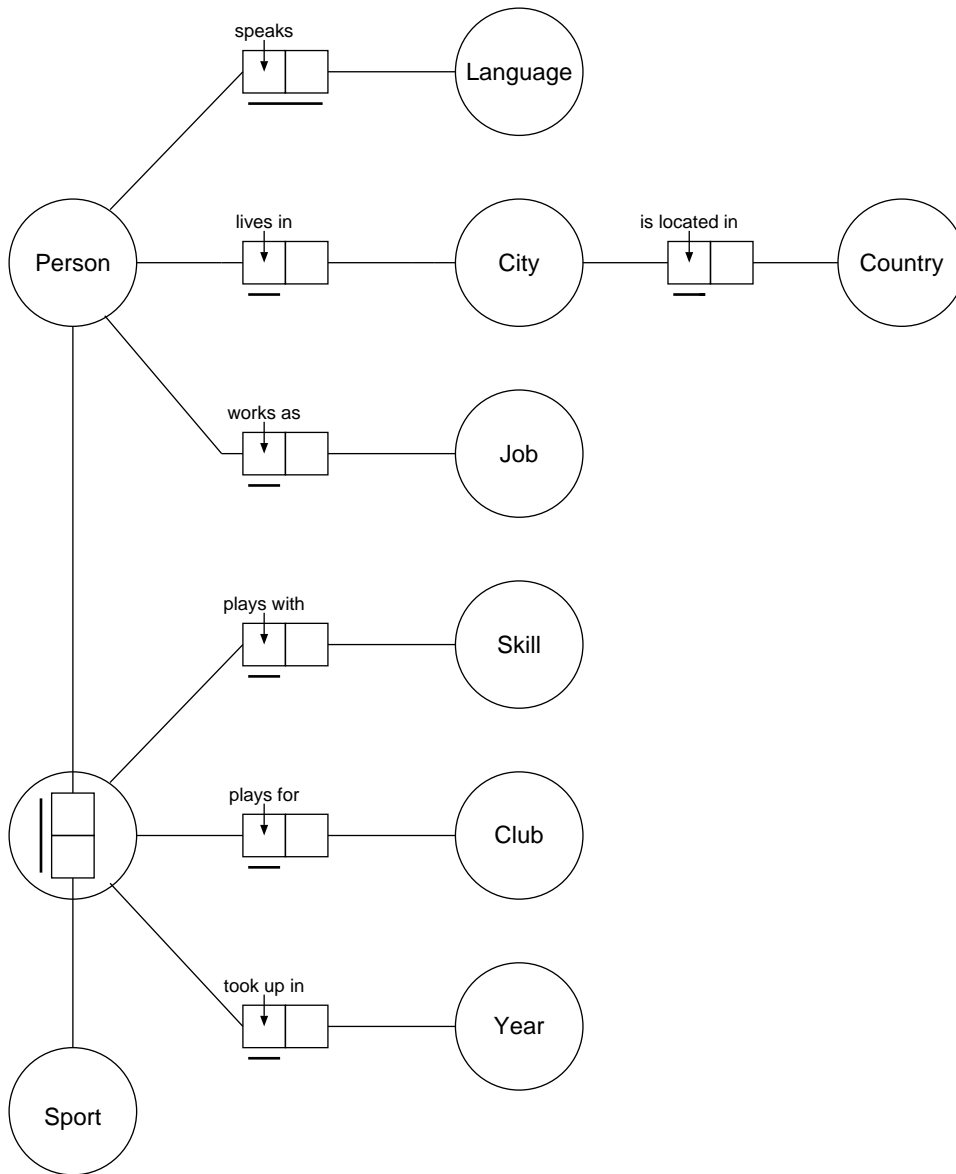 speaks
Language
lives in
is located in
Person
City
Country
works as
Job
plays with
Skill
plays for
Club
took up in
Year
Sport